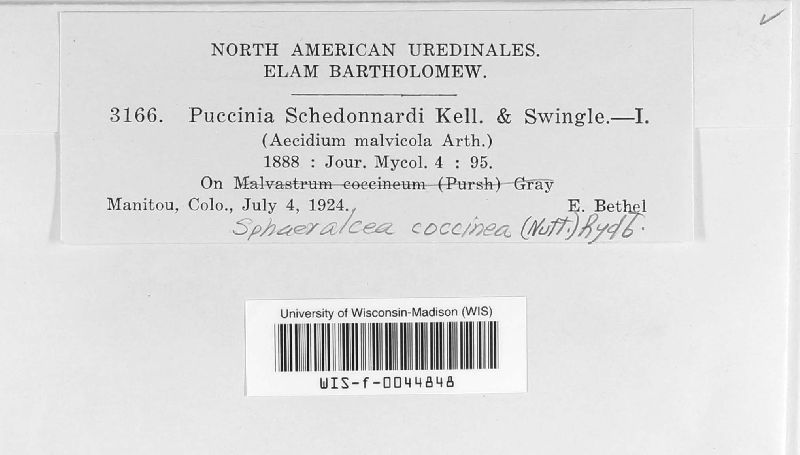 NORTH AMERICAN UREDINALES.
ELAM BARTHOLOMEW.
3166. Puccinia Schedonnardi Kell. & Swingle.—I.
(Aecidium malvicola Arth.)
1888 : Jour. Mycol. 4 : 95.
On Malvastrum coccineum (Pursh) Gray
Manitou, Colo., July 4, 1924. E. Bethel
Sphaeralcea coccinea (Nutt.) Rydb.
University of Wisconsin-Madison (WIS)
WIS-f-0044848